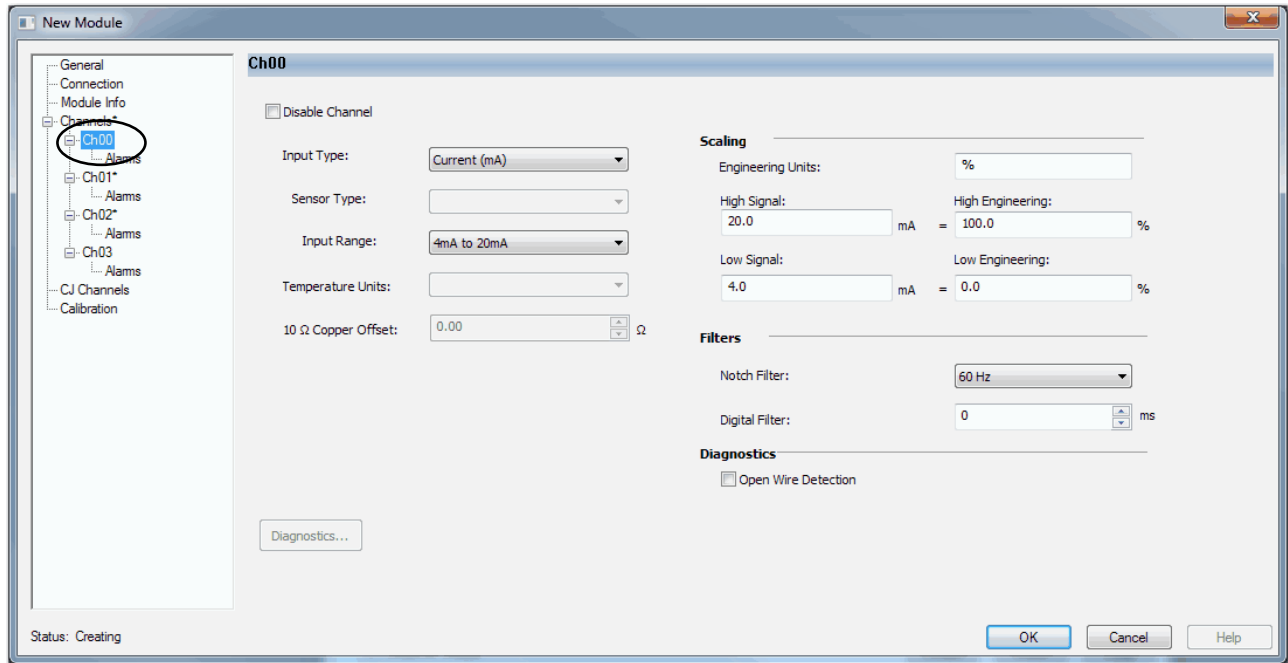 New Module
General
Connection
Module Info
Channels*
Ch00
Alarms
Ch01*
Alarms
Ch02*
Alarms
Ch03
Alarms
CJ Channels
Calibration
Ch00
Disable Channel
Input Type: Current (mA)
Sensor Type:
Input Range: 4mA to 20mA
Temperature Units:
10 Ω Copper Offset: 0.00 Ω
Diagnostics...
Scaling
Engineering Units: %
High Signal: High Engineering:
20.0 mA = 100.0 %
Low Signal: Low Engineering:
4.0 mA = 0.0 %
Filters
Notch Filter: 60 Hz
Digital Filter: 0 ms
Diagnostics
Open Wire Detection
Status: Creating
OK Cancel Help